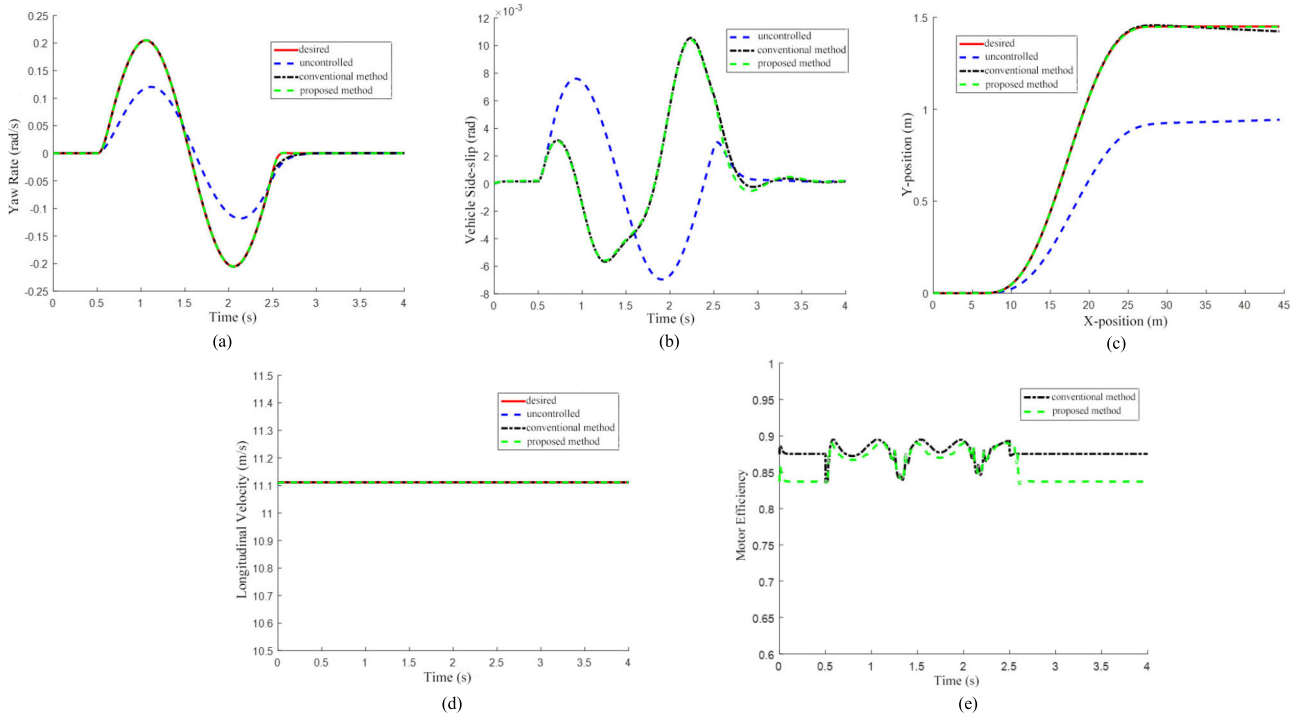 0.25
0.2
0.15
0.1
0.05
0
-0.05
-0.1
-0.15
-0.2
-0.25
Yaw Rate (rad/s)
desired
uncontrolled
conventional method
proposed method
0 0.5 1 1.5 2 2.5 3 3.5 4
Time (s)
(a)
×10⁻³
12
10
8
6
4
2
0
-2
-4
-6
-8
Vehicle Side-slip (rad)
uncontrolled
conventional method
proposed method
0 0.5 1 1.5 2 2.5 3 3.5 4
Time (s)
(b)
1.5
1
0.5
0
Y-position (m)
desired
uncontrolled
conventional method
proposed method
0 5 10 15 20 25 30 35 40 45
X-position (m)
(c)
11.5
11.4
11.3
11.2
11.1
11
10.9
10.8
10.7
10.6
10.5
Longitudinal Velocity (m/s)
desired
uncontrolled
conventional method
proposed method
0 0.5 1 1.5 2 2.5 3 3.5 4
Time (s)
(d)
1
0.95
0.9
0.85
0.8
0.75
0.7
0.65
0.6
Motor Efficiency
conventional method
proposed method
0 0.5 1 1.5 2 2.5 3 3.5 4
Time (s)
(e)